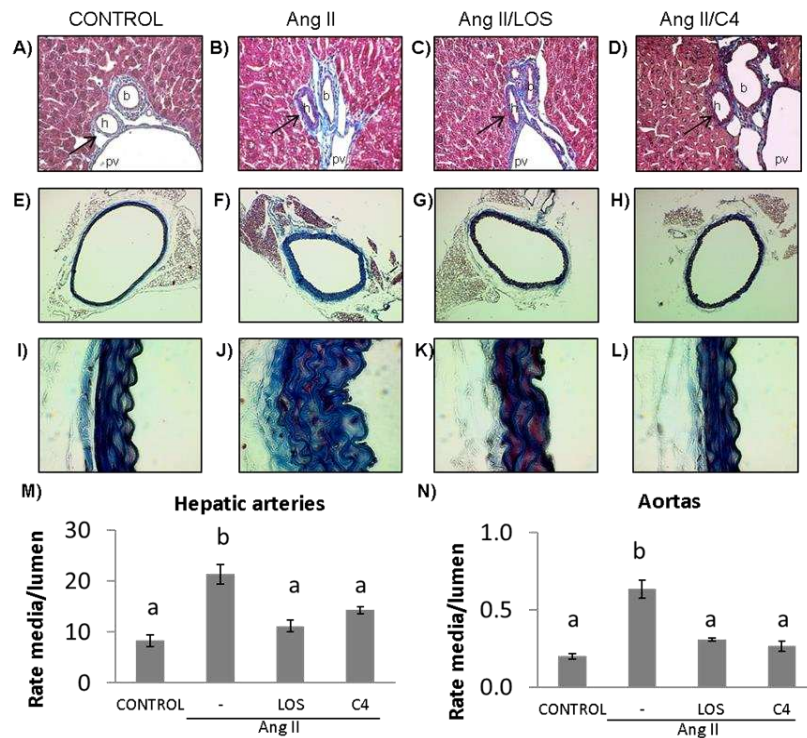 CONTROL Ang II Ang II/LOS Ang II/C4
A) B) C) D)
b b b b
h h h h
pv pv pv pv
E) F) G) H)
I) J) K) L)
M) N)
Hepatic arteries
Rate media/lumen
30
20
10
0
a b a a
CONTROL - LOS C4
Ang II
Aortas
Rate media/lumen
1.0
0.5
0.0
a b a a
CONTROL - LOS C4
Ang II